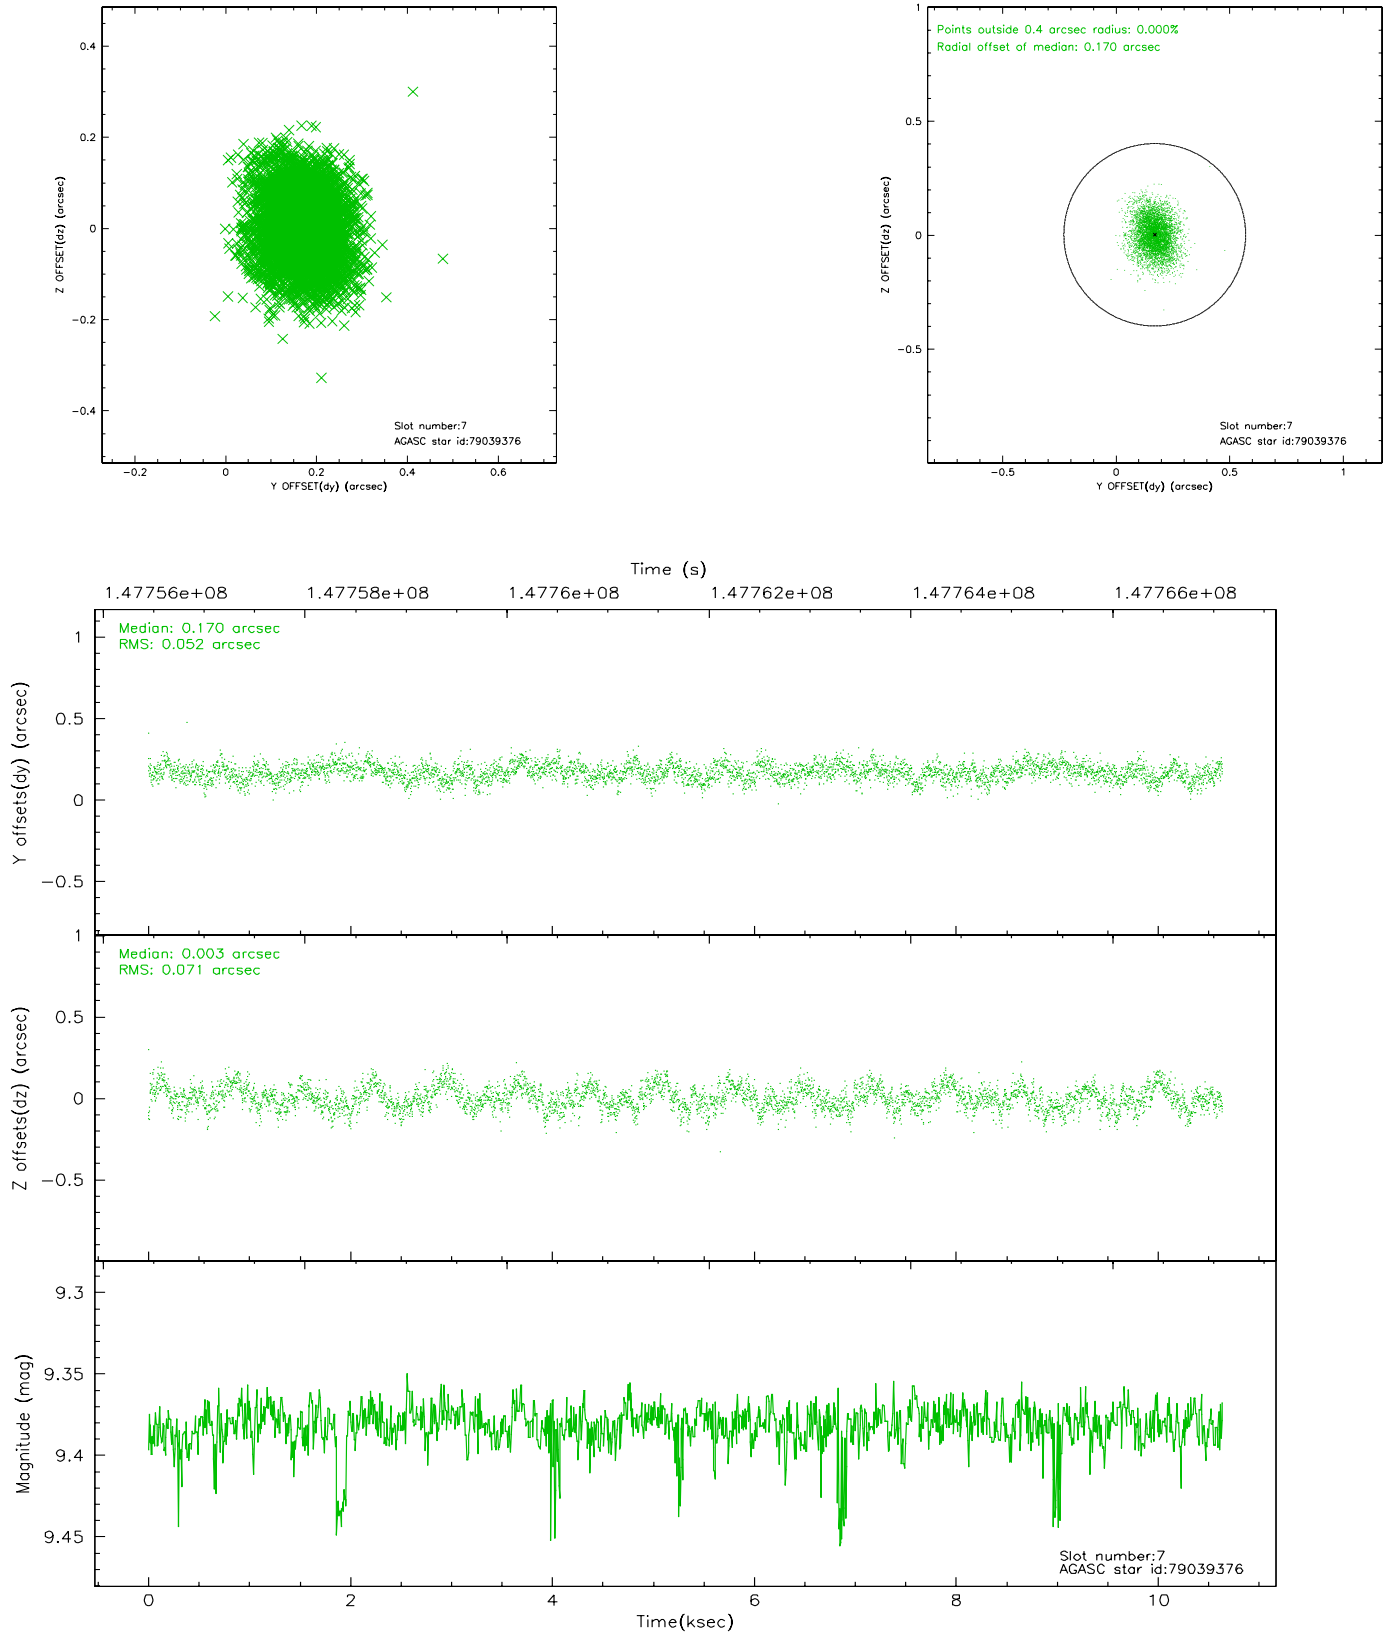 0.4
0.2
0
−0.2
−0.4
Z OFFSET(dz) (arcsec)
Slot number:7
AGASC star id:79039376
−0.2
0
0.2
0.4
0.6
Y OFFSET(dy) (arcsec)
1
0.5
0
−0.5
Z OFFSET(dz) (arcsec)
Points outside 0.4 arcsec radius: 0.000%
Radial offset of median: 0.170 arcsec
Slot number:7
AGASC star id:79039376
−0.5
0
0.5
1
Y OFFSET(dy) (arcsec)
Time (s)
1.47756e+08
1.47758e+08
1.4776e+08
1.47762e+08
1.47764e+08
1.47766e+08
Median: 0.170 arcsec
RMS: 0.052 arcsec
1
0.5
0
−0.5
Y offsets(dy) (arcsec)
Median: 0.003 arcsec
RMS: 0.071 arcsec
1
0.5
0
−0.5
Z offsets(dz) (arcsec)
9.3
9.35
9.4
9.45
Magnitude (mag)
Slot number:7
AGASC star id:79039376
0
2
4
6
8
10
Time(ksec)